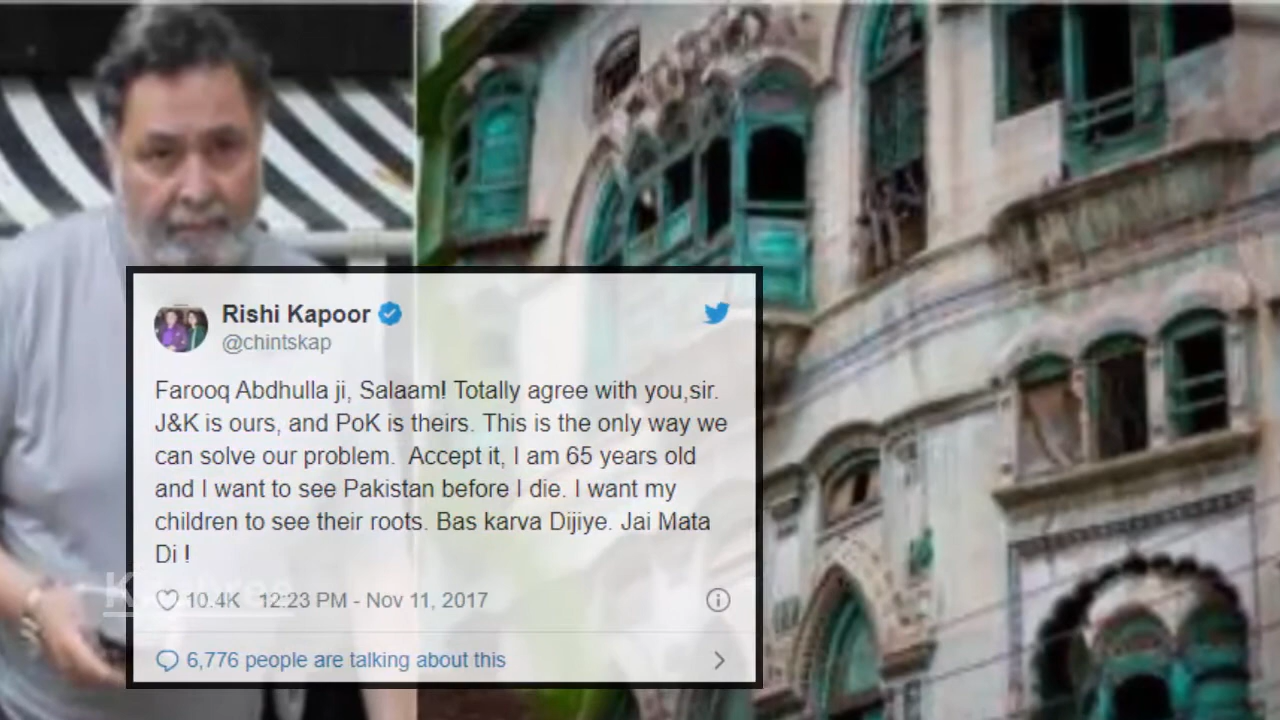 Rishi Kapoor
@chintskap
Farooq Abdhulla ji, Salaam! Totally agree with you,sir.
J&K is ours, and PoK is theirs. This is the only way we
can solve our problem.  Accept it, I am 65 years old
and I want to see Pakistan before I die. I want my
children to see their roots. Bas karva Dijiye. Jai Mata
Di !
10.4K 12:23 PM - Nov 11, 2017
6,776 people are talking about this